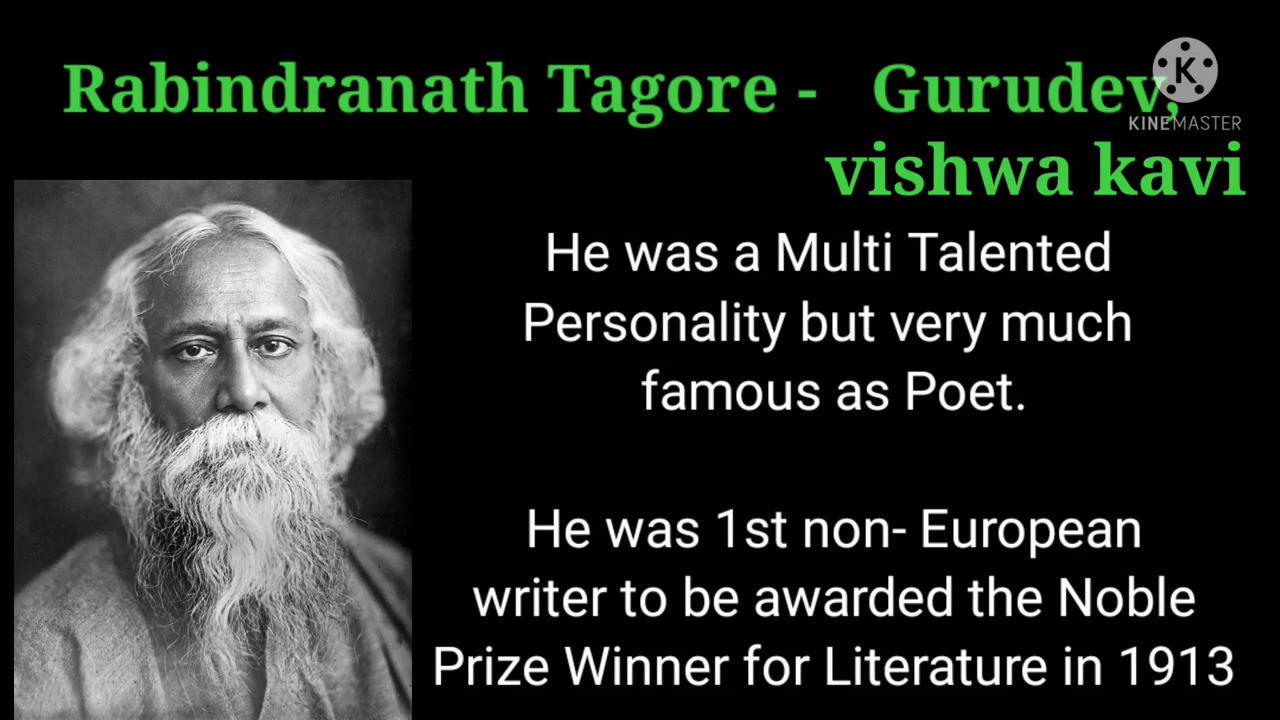 Rabindranath Tagore - Gurudev,
K
KINEMASTER
vishwa kavi
He was a Multi Talented
Personality but very much
famous as Poet.
He was 1st non- European
writer to be awarded the Noble
Prize Winner for Literature in 1913